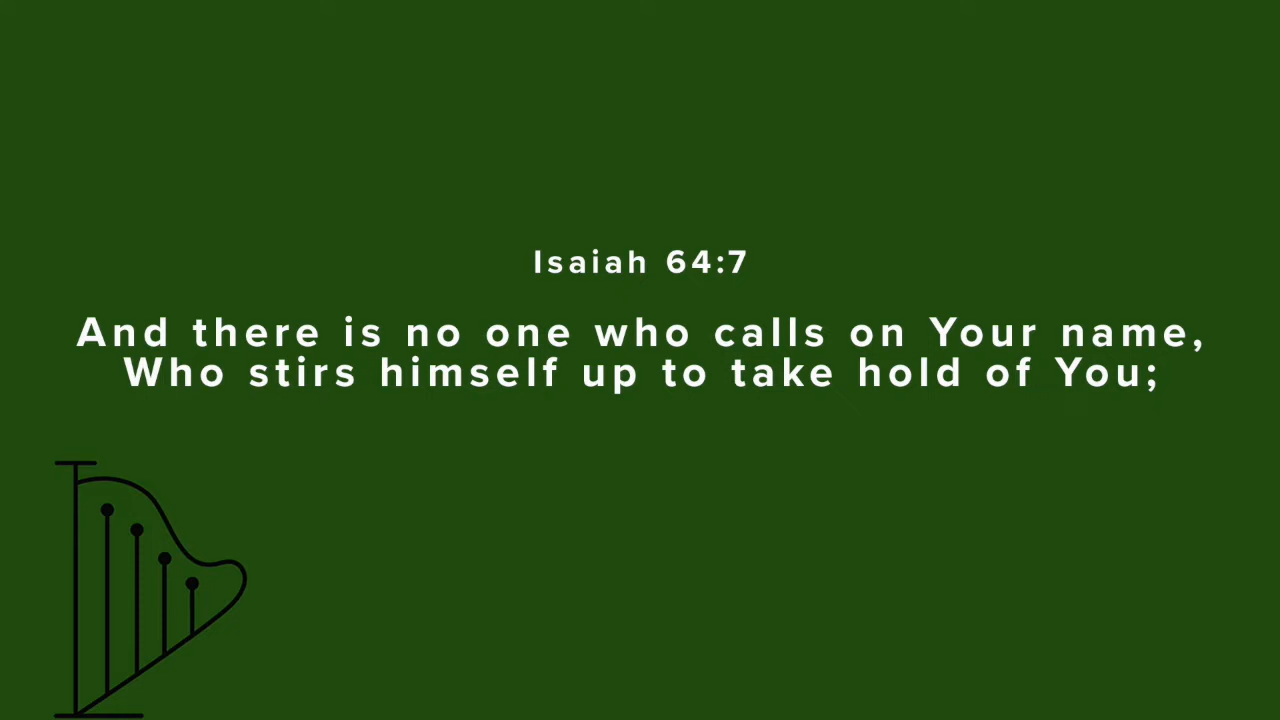 Isaiah 64:7
And there is no one who calls on Your name,
Who stirs himself up to take hold of You;